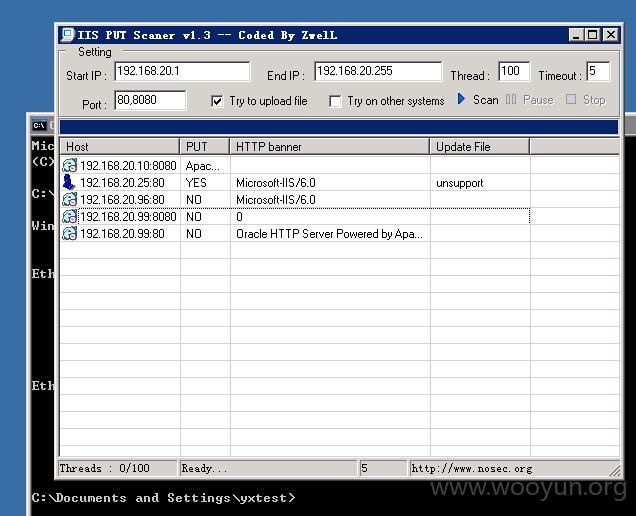 IIS PUT Scaner v1.3 -- Coded By ZwelL
Setting
Start IP : 192.168.20.1 End IP : 192.168.20.255 Thread : 100 Timeout : 5
Port : 80,8080 Try to upload file Try on other systems Scan Pause Stop
Host PUT HTTP banner Update File
192.168.20.10:8080 Apac...
192.168.20.25:80 YES Microsoft-IIS/6.0 unsupport
192.168.20.96:80 NO Microsoft-IIS/6.0
192.168.20.99:8080 NO 0
192.168.20.99:80 NO Oracle HTTP Server Powered by Apa...
Threads : 0/100 Ready... 5 http://www.nosec.org
Mic
(C)
C:\
Win
Eth
Eth
C:\Documents and Settings\yxtest>
www.wooyun.org